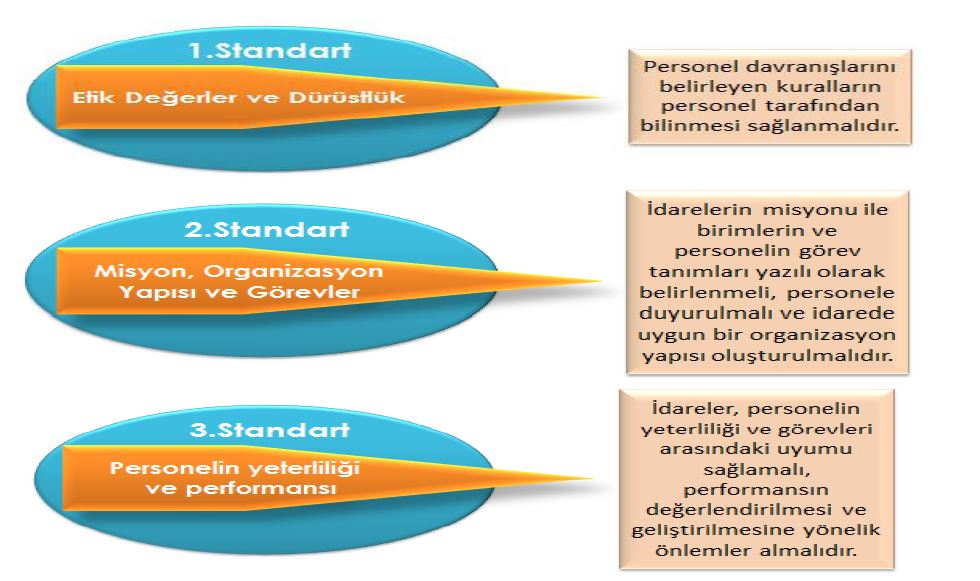 1.Standart
Etik Değerler ve Dürüstlük
Personel davranışlarını
belirleyen kuralların
personel tarafından
bilinmesi sağlanmalıdır.
2.Standart
Misyon, Organizasyon
Yapısı ve Görevler
İdarelerin misyonu ile
birimlerin ve
personelin görev
tanımları yazılı olarak
belirlenmeli, personele
duyurulmalı ve idarede
uygun bir organizasyon
yapısı oluşturulmalıdır.
3.Standart
Personelin yeterliliği
ve performansı
İdareler, personelin
yeterliliği ve görevleri
arasındaki uyumu
sağlamalı,
performansın
değerlendirilmesi ve
geliştirilmesine yönelik
önlemler almalıdır.